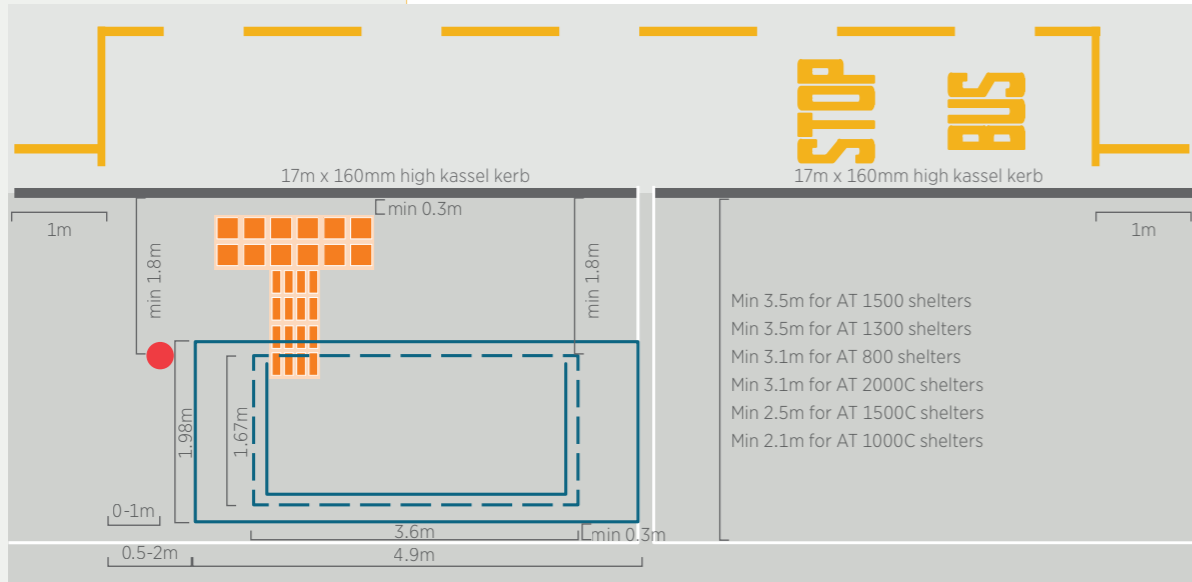 STOP
BUS
17m x 160mm high kassel kerb
17m x 160mm high kassel kerb
1m
min 0.3m
1m
min 1.8m
min 1.8m
Min 3.5m for AT 1500 shelters
Min 3.5m for AT 1300 shelters
Min 3.1m for AT 800 shelters
Min 3.1m for AT 2000C shelters
Min 2.5m for AT 1500C shelters
Min 2.1m for AT 1000C shelters
1.98m
1.67m
0-1m
3.6m
min 0.3m
0.5-2m
4.9m